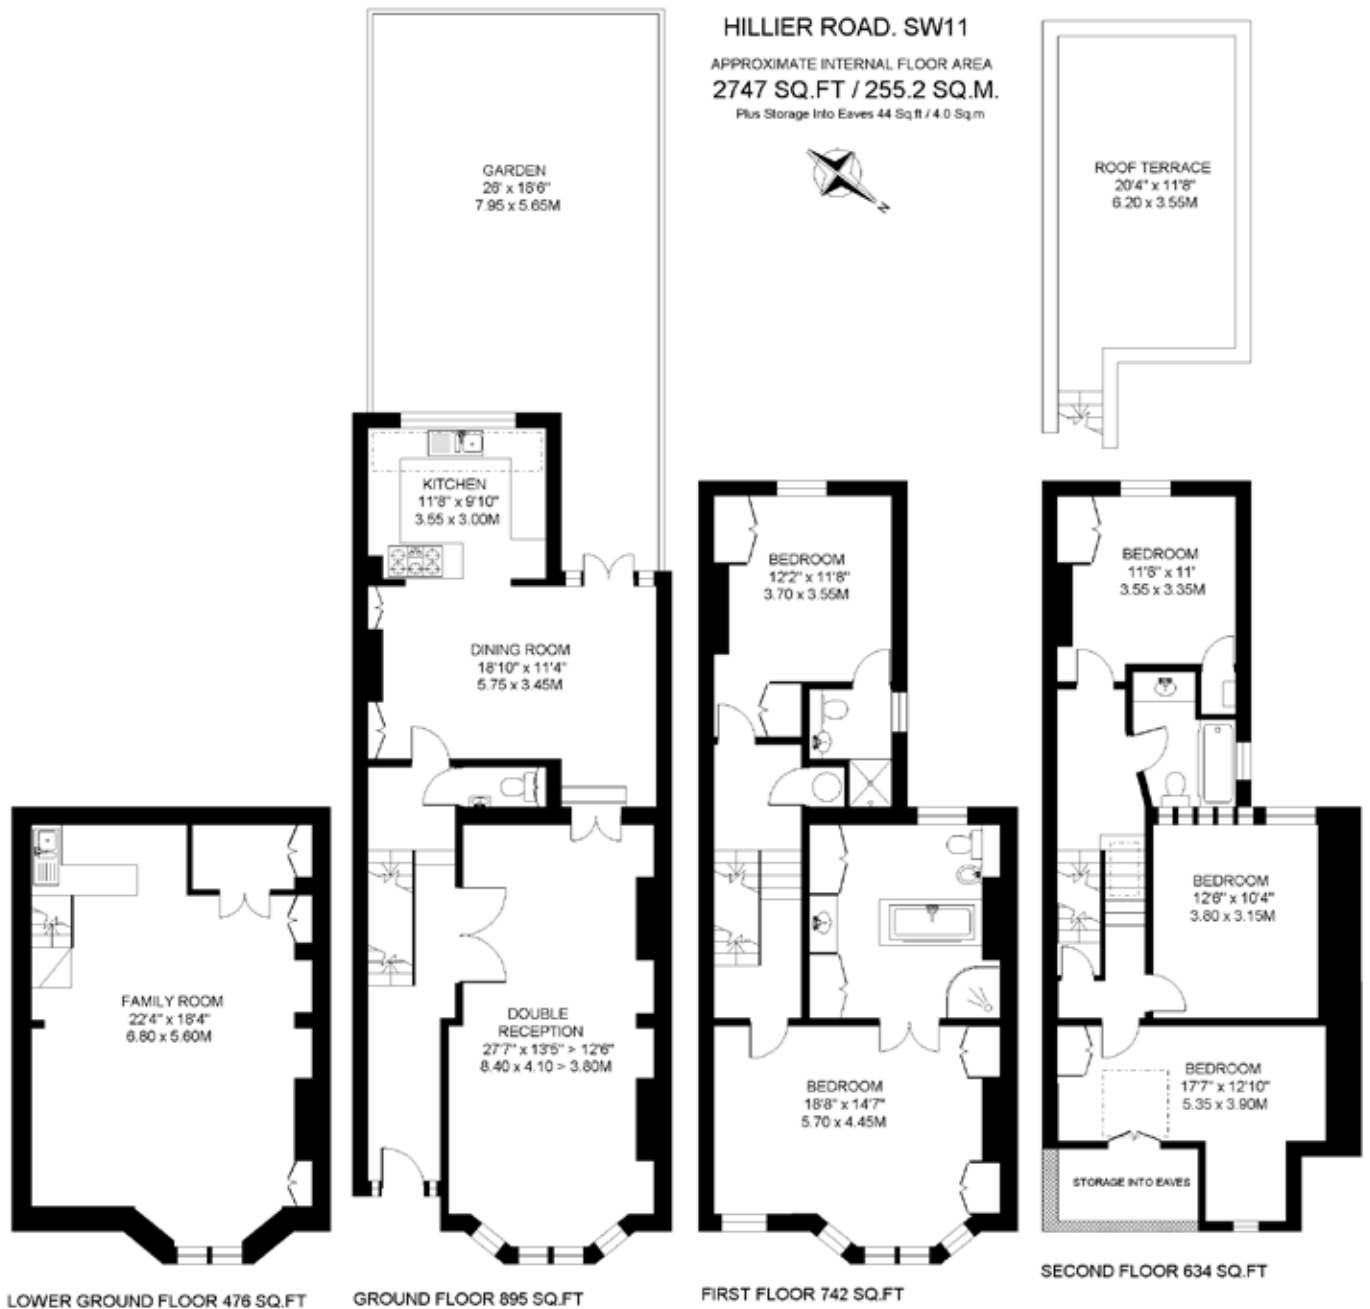 HILLIER ROAD. SW11
APPROXIMATE INTERNAL FLOOR AREA
2747 SQ.FT / 255.2 SQ.M.
Plus Storage Into Eaves 44 Sq.ft / 4.0 Sq.m
N
GARDEN
26' x 18'6"
7.95 x 5.65M
ROOF TERRACE
20'4" x 11'8"
6.20 x 3.55M
KITCHEN
11'8" x 9'10"
3.55 x 3.00M
DINING ROOM
18'10" x 11'4"
5.75 x 3.45M
BEDROOM
12'2" x 11'8"
3.70 x 3.55M
BEDROOM
11'8" x 11'
3.55 x 3.35M
FAMILY ROOM
22'4" x 18'4"
6.80 x 5.60M
DOUBLE
RECEPTION
27'7" x 13'5" > 12'6"
8.40 x 4.10 > 3.80M
BEDROOM
18'8" x 14'7"
5.70 x 4.45M
BEDROOM
12'6" x 10'4"
3.80 x 3.15M
BEDROOM
17'7" x 12'10"
5.35 x 3.90M
STORAGE INTO EAVES
LOWER GROUND FLOOR 476 SQ.FT
GROUND FLOOR 895 SQ.FT
FIRST FLOOR 742 SQ.FT
SECOND FLOOR 634 SQ.FT